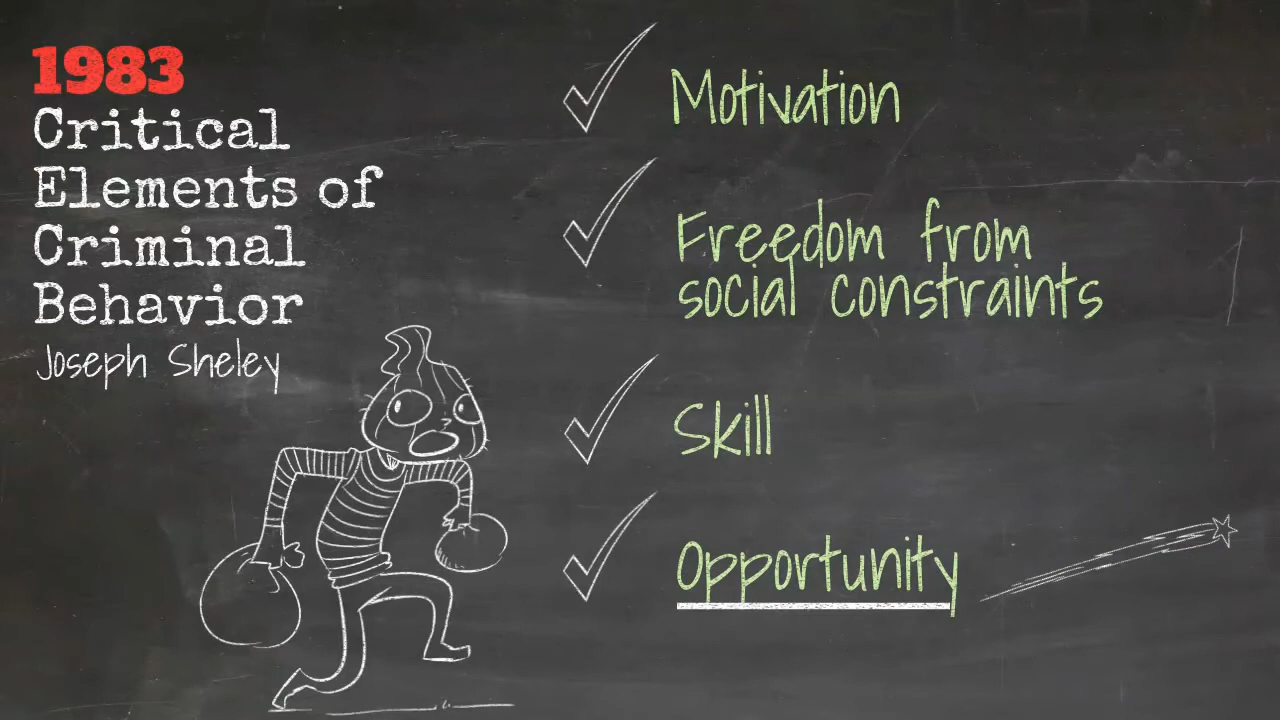 1983
Critical
Elements of
Criminal
Behavior
Joseph Sheley
Motivation
Freedom from
social constraints
Skill
Opportunity